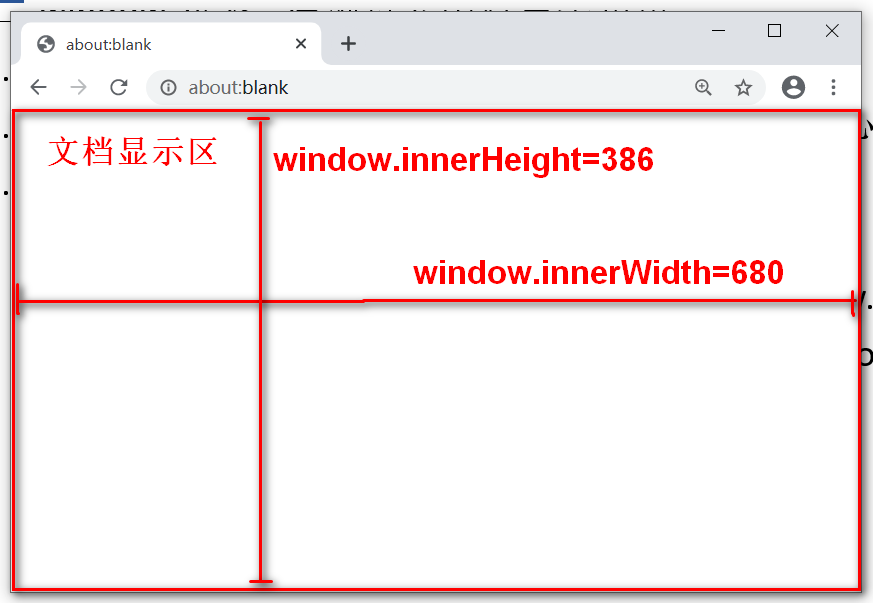 about:blank
about:blank
文档显示区
window.innerHeight=386
window.innerWidth=680